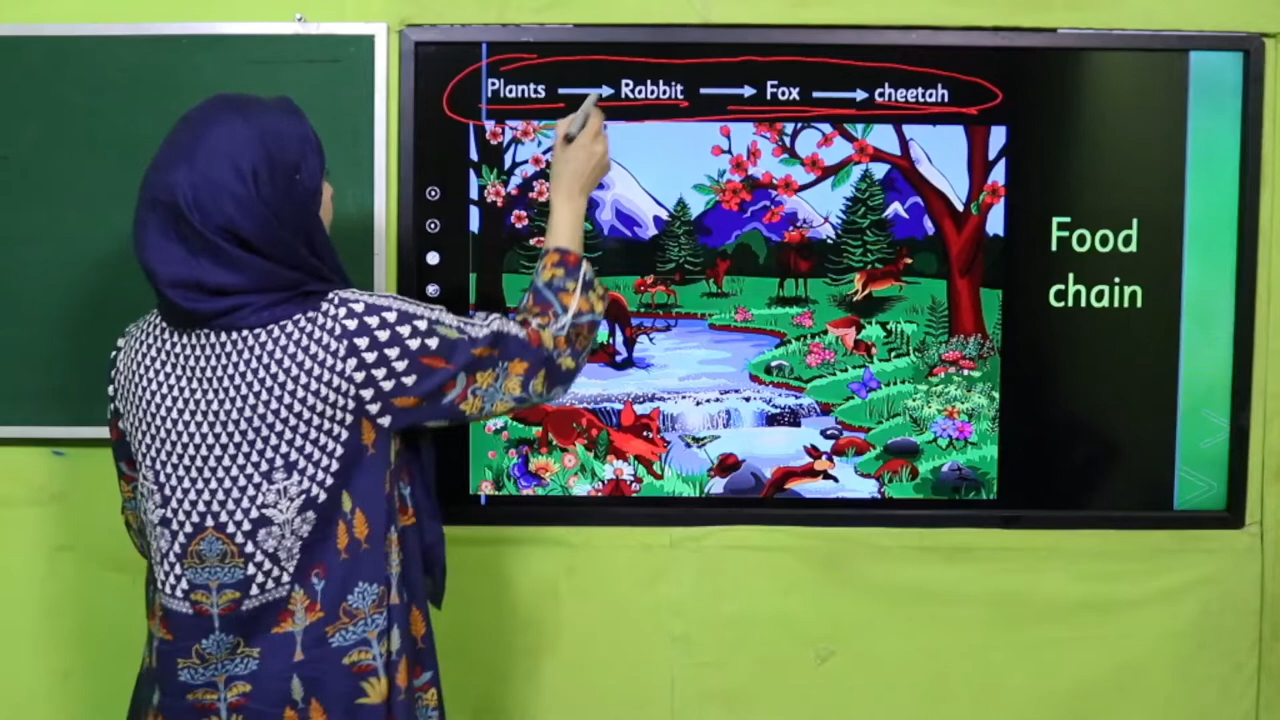 Plants → Rabbit → Fox → cheetah
Food
chain